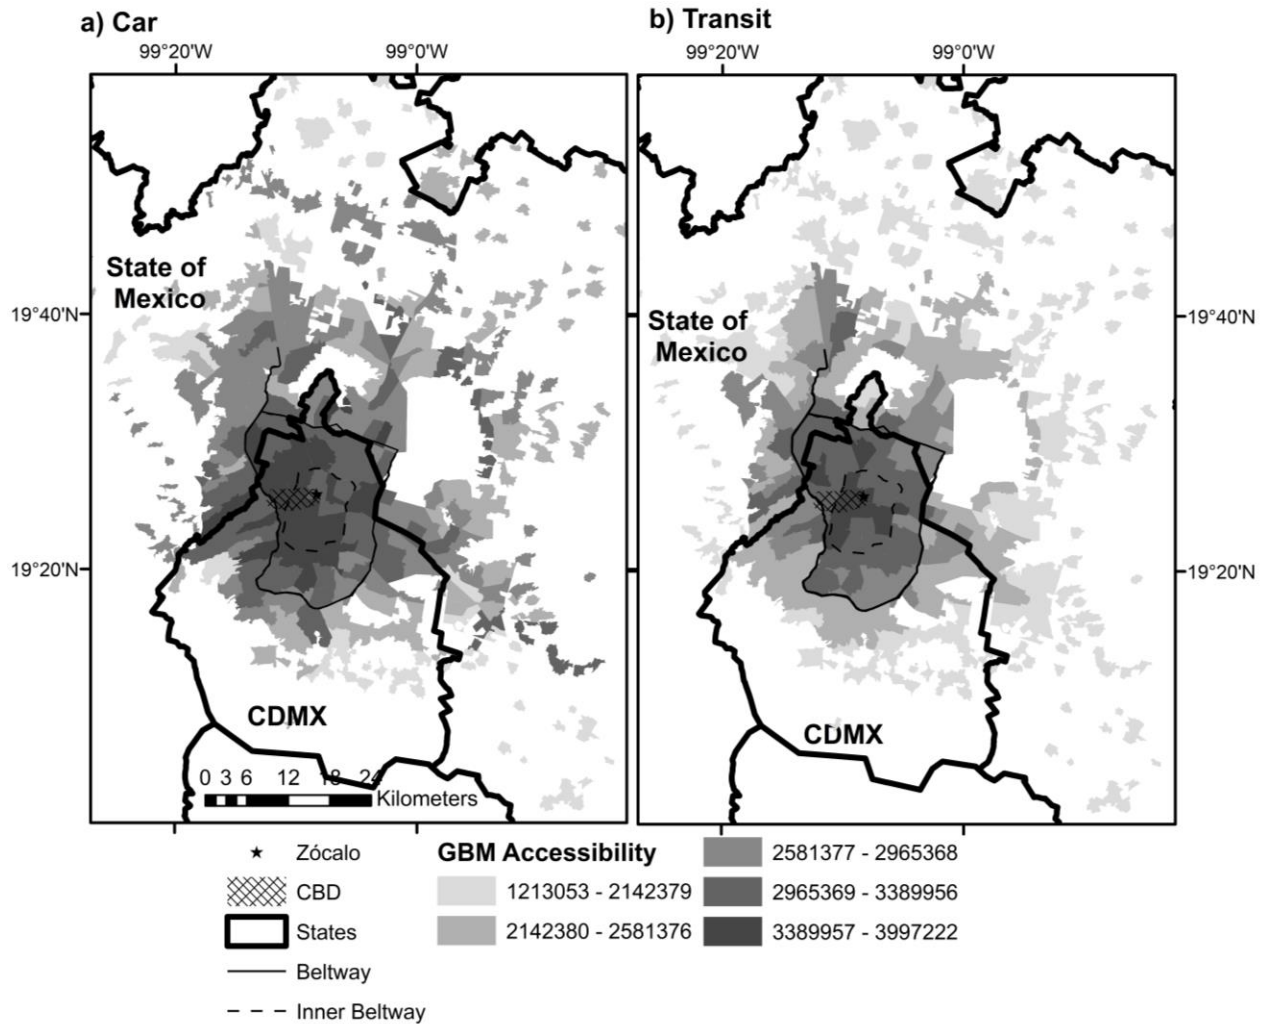 a) Car
b) Transit
99°20'W
99°0'W
99°20'W
99°0'W
State of
Mexico
State of
Mexico
19°40'N
19°40'N
19°20'N
19°20'N
CDMX
CDMX
0 3 6 12 18 24
Kilometers
Zócalo
CBD
States
Beltway
Inner Beltway
GBM Accessibility
1213053 - 2142379
2142380 - 2581376
2581377 - 2965368
2965369 - 3389956
3389957 - 3997222